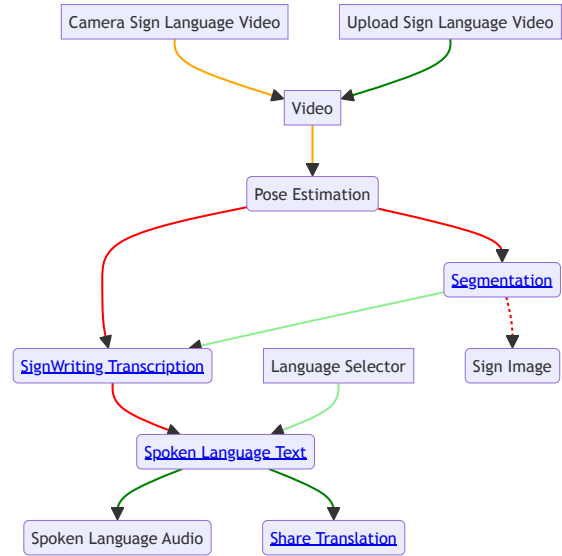 Camera Sign Language Video
Upload Sign Language Video
Video
Pose Estimation
Segmentation
SignWriting Transcription
Language Selector
Sign Image
Spoken Language Text
Spoken Language Audio
Share Translation